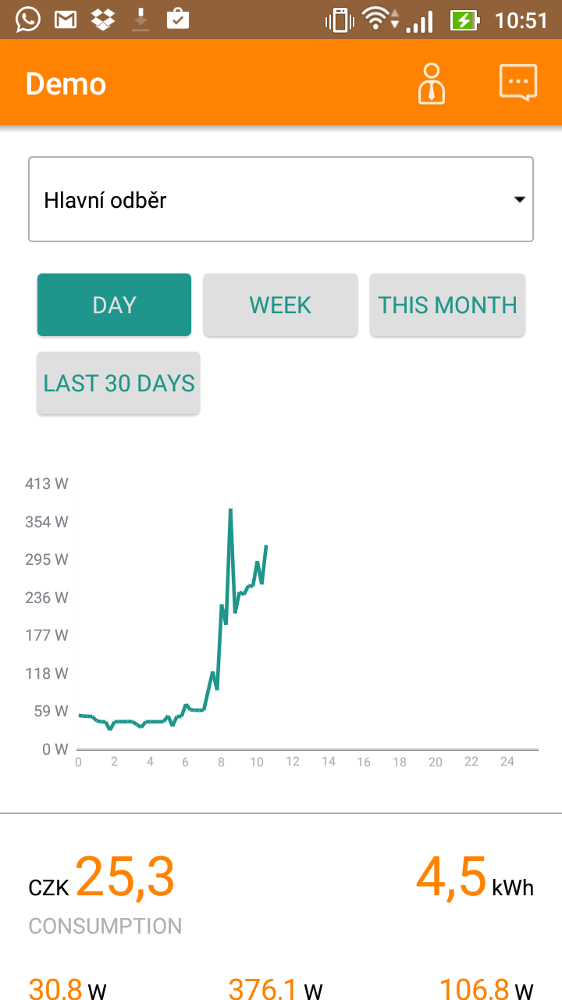 10:51
Demo
Hlavní odběr
DAY WEEK THIS MONTH
LAST 30 DAYS
413 W
354 W
295 W
236 W
177 W
118 W
59 W
0 W
0 2 4 6 8 10 12 14 16 18 20 22 24
CZK 25,3 4,5 kWh
CONSUMPTION
30,8 W 376,1 W 106,8 W